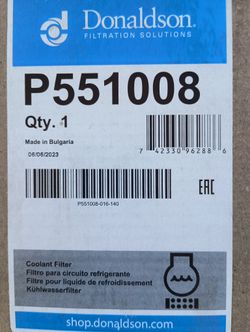 Donaldson.
FILTRATION SOLUTIONS
P551008
Qty. 1
Made in Bulgaria
06/06/2023
7 42330 96288 6
P551008-016-140
EAC
Coolant Filter
Filtro para circuito refrigerante
Filtre pour liquide de refroidissement
Kühlwasserfilter
shop.donaldson.com